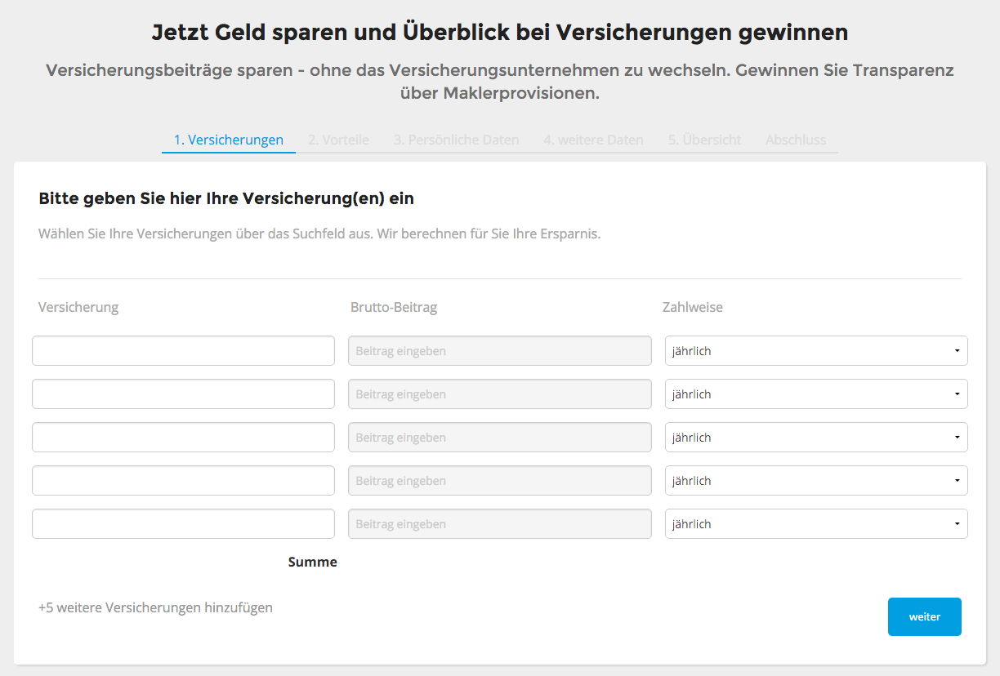 Jetzt Geld sparen und Überblick bei Versicherungen gewinnen
Versicherungsbeiträge sparen - ohne das Versicherungsunternehmen zu wechseln. Gewinnen Sie Transparenz
über Maklerprovisionen.
1. Versicherungen 2. Vorteile 3. Persönliche Daten 4. weitere Daten 5. Übersicht Abschluss
Bitte geben Sie hier Ihre Versicherung(en) ein
Wählen Sie Ihre Versicherungen über das Suchfeld aus. Wir berechnen für Sie Ihre Ersparnis.
Versicherung Brutto-Beitrag Zahlweise
Beitrag eingeben jährlich
Beitrag eingeben jährlich
Beitrag eingeben jährlich
Beitrag eingeben jährlich
Beitrag eingeben jährlich
Summe
+5 weitere Versicherungen hinzufügen
weiter